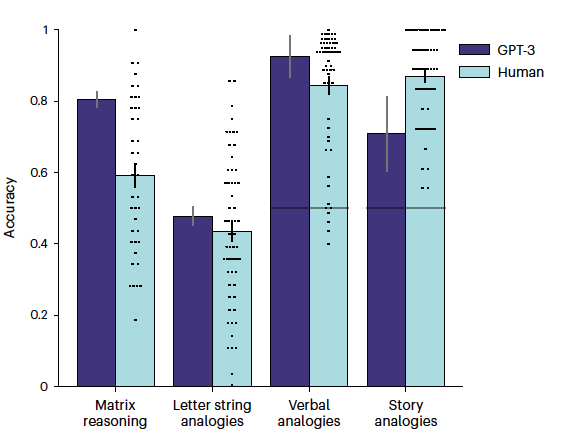 1
GPT-3
Human
0.8
0.6
Accuracy
0.4
0.2
0
Matrix
reasoning
Letter string
analogies
Verbal
analogies
Story
analogies